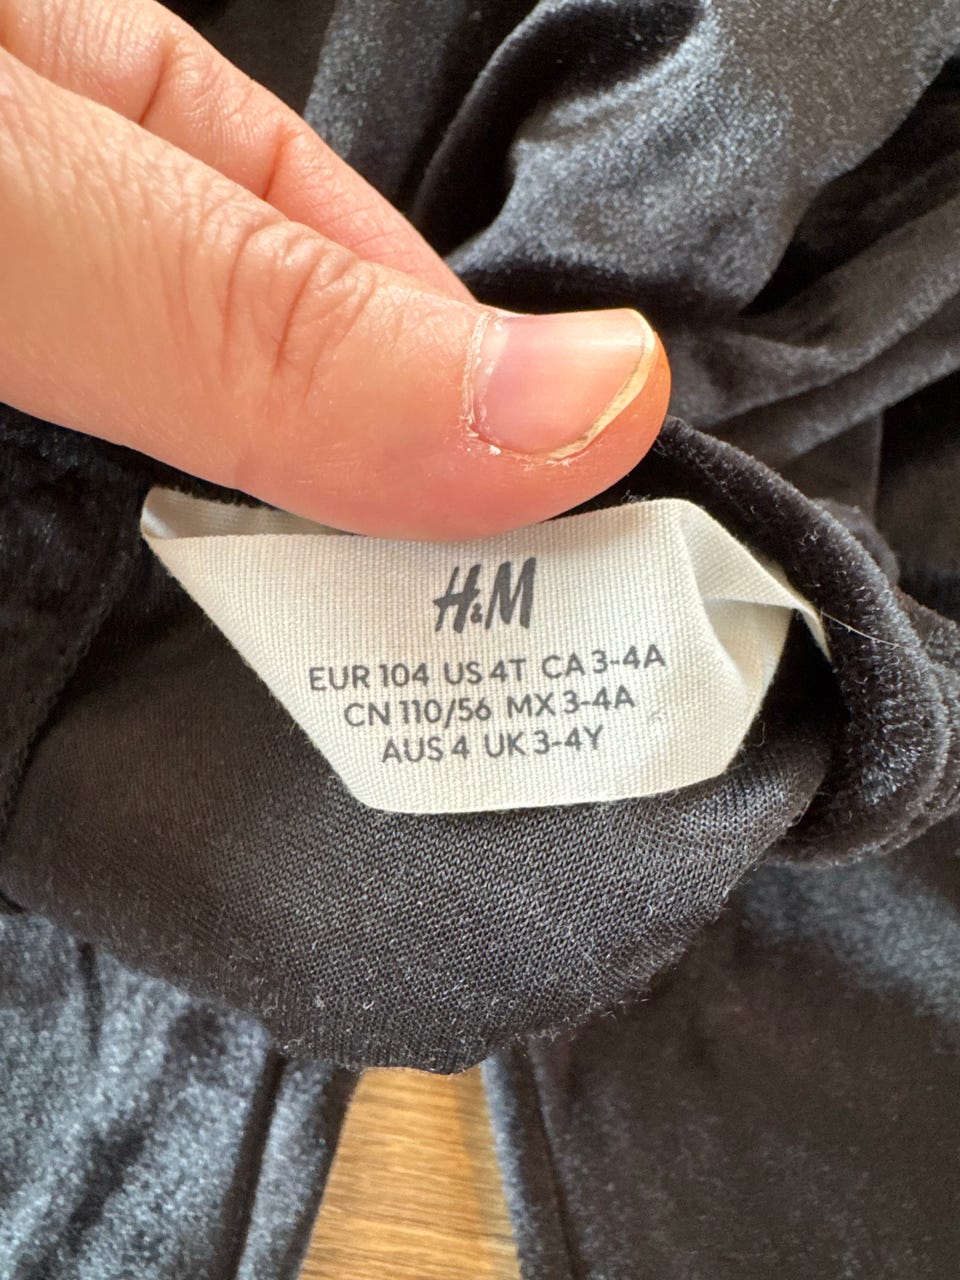 H&M
EUR 104 US 4T CA 3-4A
CN 110/56 MX 3-4A
AUS 4 UK 3-4Y